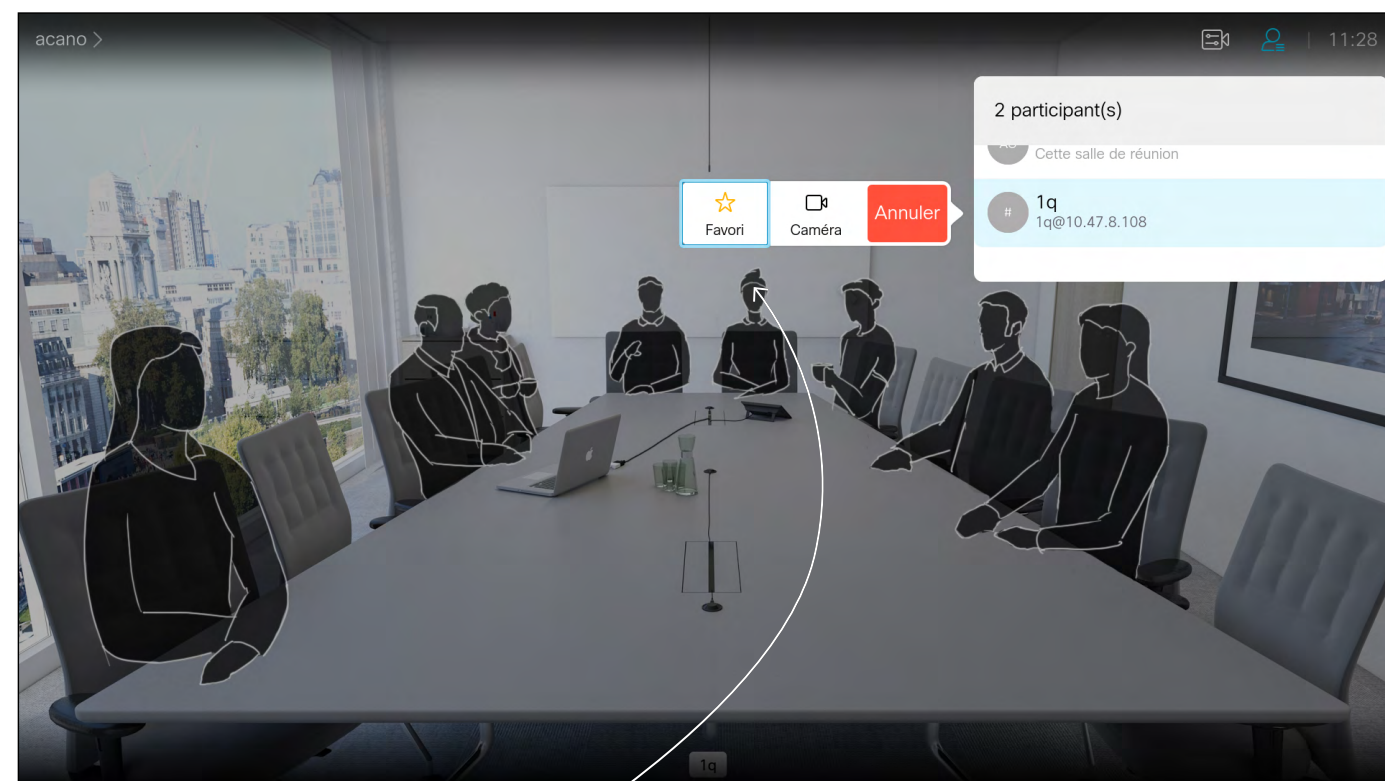 acano >
11:28
2 participant(s)
Cette salle de réunion
1q
1q@10.47.8.108
#
Favori
Caméra
Annuler
1q